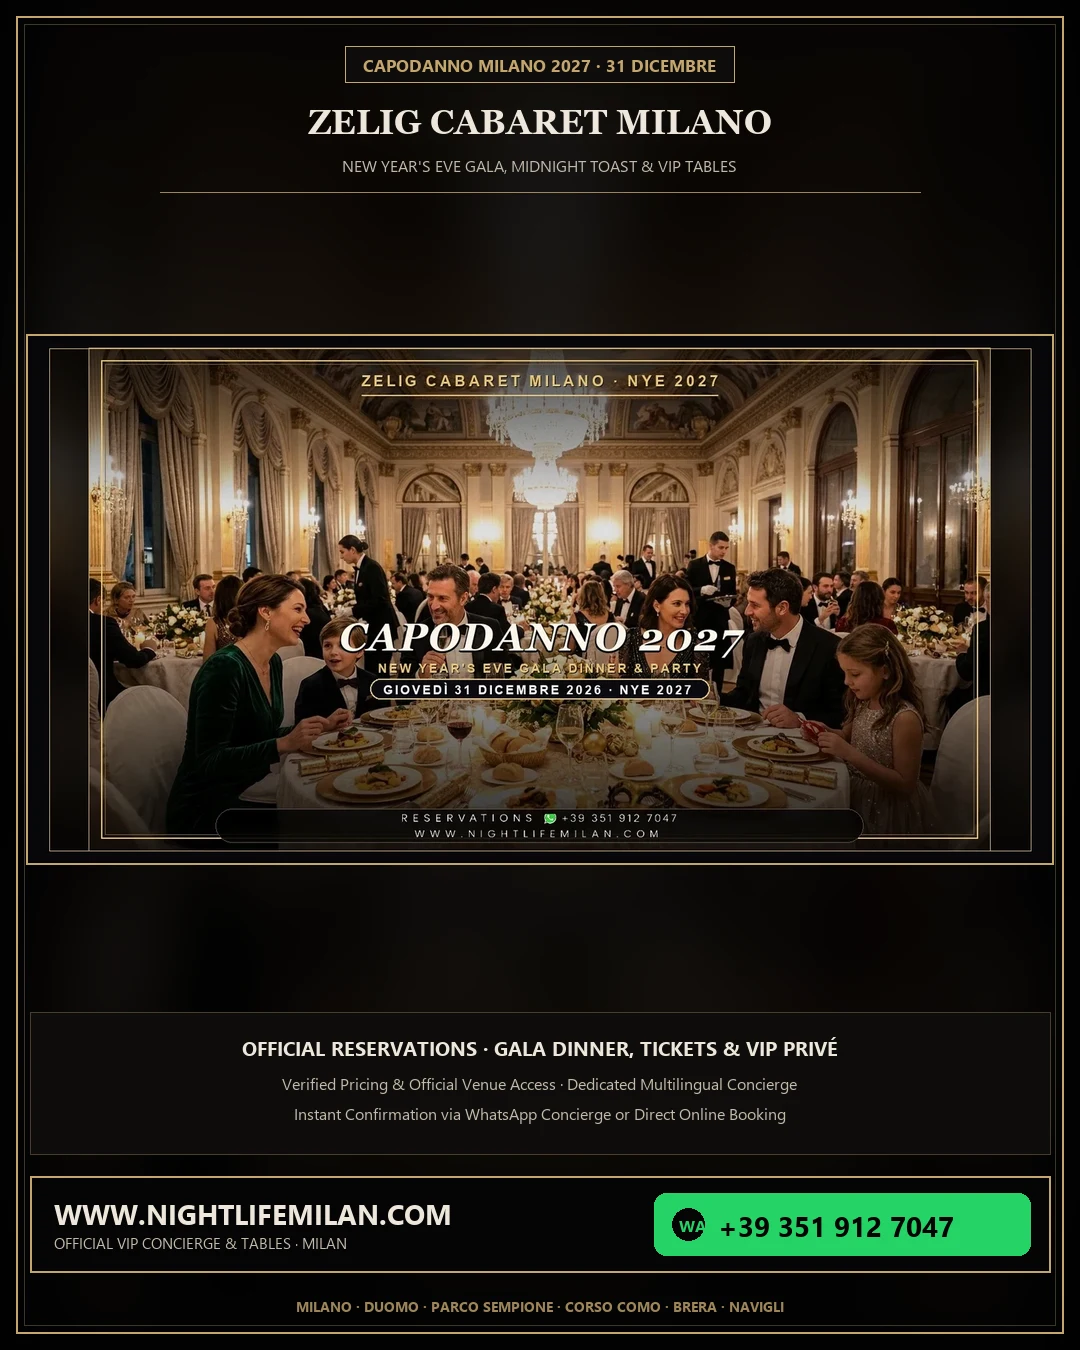 CAPODANNO MILANO 2027 · 31 DICEMBRE
ZELIG CABARET MILANO
NEW YEAR'S EVE GALA, MIDNIGHT TOAST & VIP TABLES
ZELIG CABARET MILANO · NYE 2027
CAPODANNO 2027
NEW YEAR'S EVE GALA DINNER & PARTY
GIOVEDÌ 31 DICEMBRE 2026 · NYE 2027
RESERVATIONS +39 351 912 7047
WWW.NIGHTLIFEMILAN.COM
OFFICIAL RESERVATIONS · GALA DINNER, TICKETS & VIP PRIVÉ
Verified Pricing & Official Venue Access · Dedicated Multilingual Concierge
Instant Confirmation via WhatsApp Concierge or Direct Online Booking
WWW.NIGHTLIFEMILAN.COM
OFFICIAL VIP CONCIERGE & TABLES · MILAN
WA +39 351 912 7047
MILANO · DUOMO · PARCO SEMPIONE · CORSO COMO · BRERA · NAVIGLI